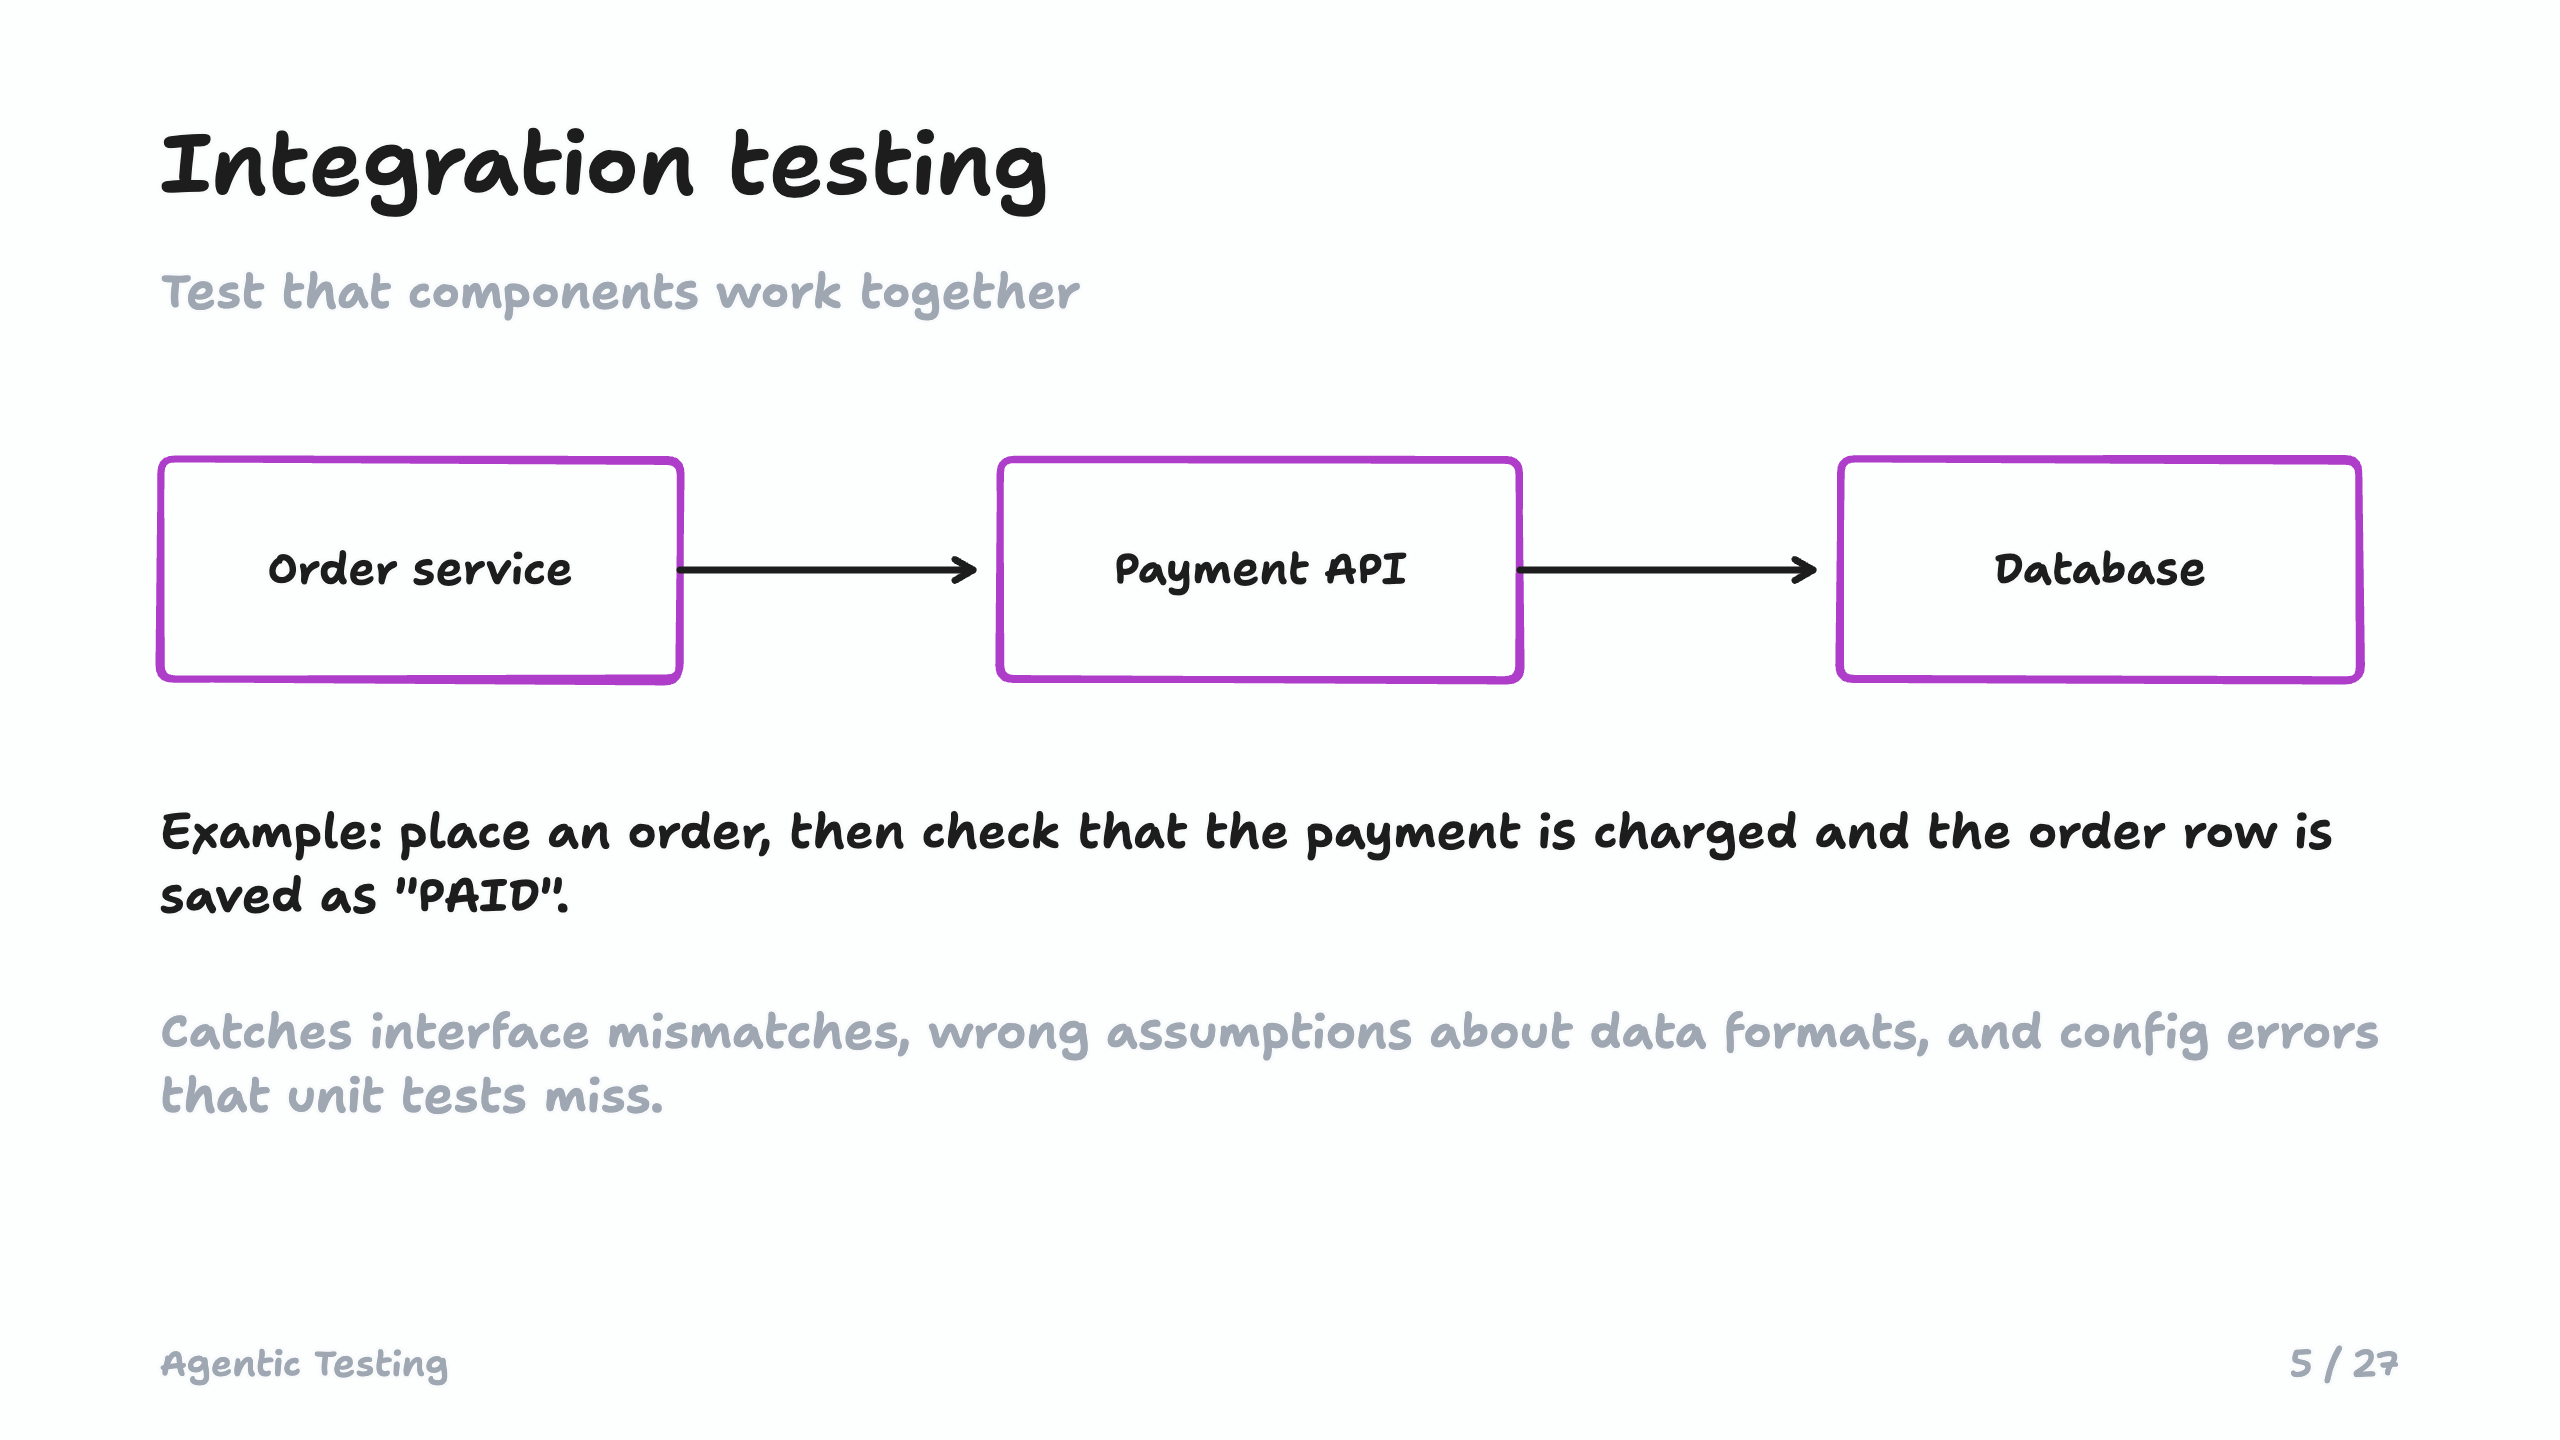 Integration testing
Test that components work together
Order service
Payment API
Database
Example: place an order, then check that the payment is charged and the order row is
saved as "PAID".
Catches interface mismatches, wrong assumptions about data formats, and config errors
that unit tests miss.
Agentic Testing
5 / 27